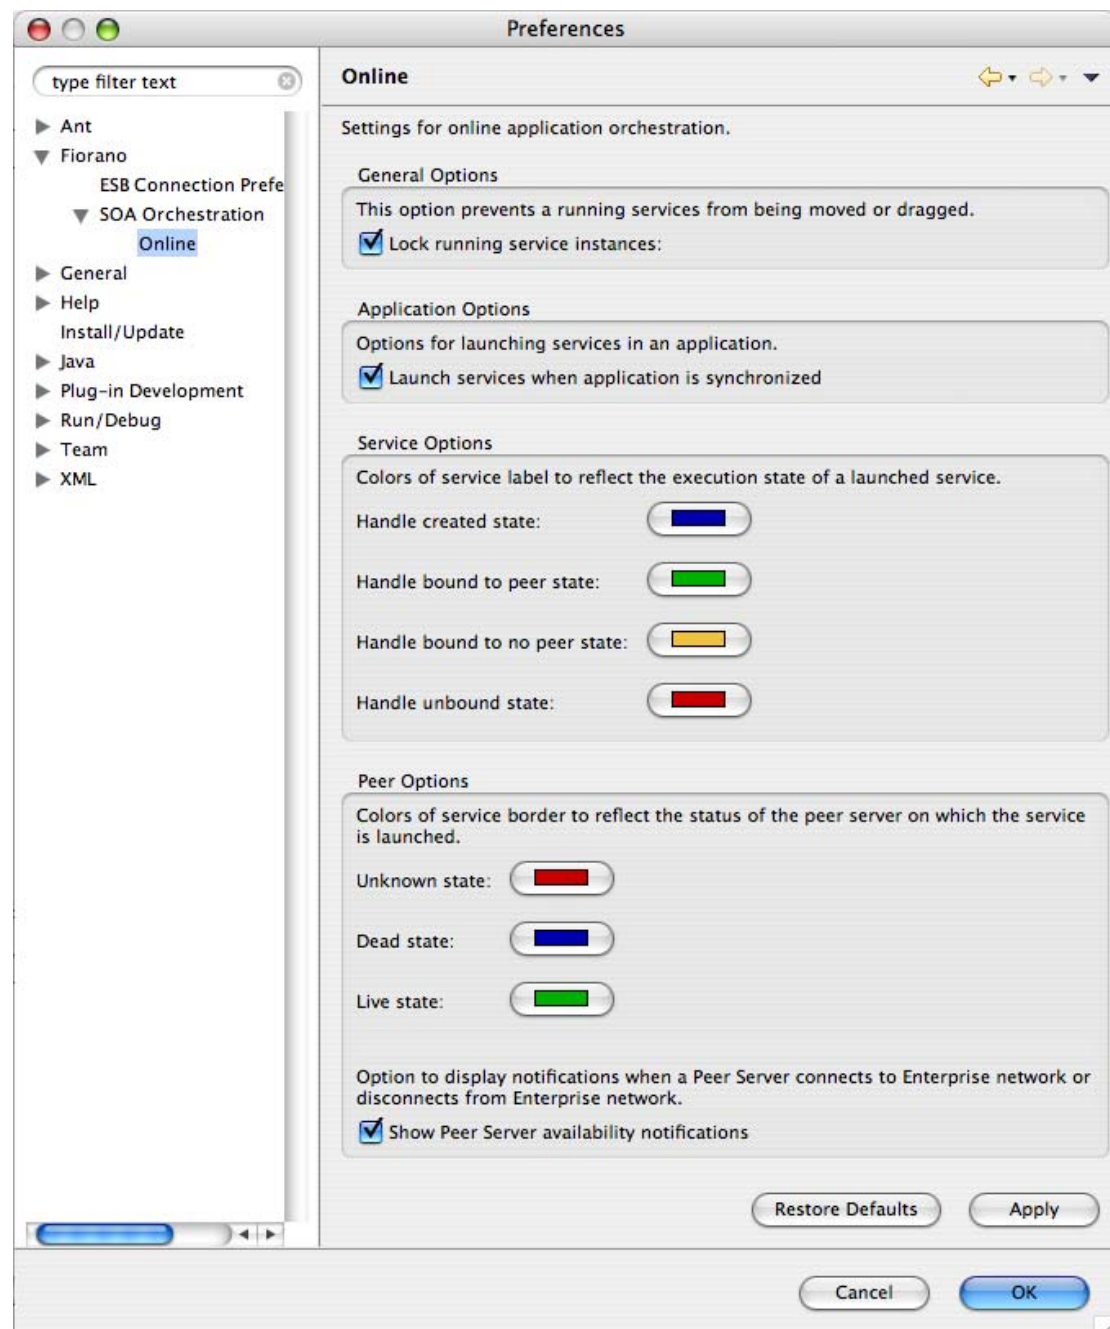 Preferences
type filter text
Ant
Fiorano
ESB Connection Prefe
SOA Orchestration
Online
General
Help
Install/Update
Java
Plug-in Development
Run/Debug
Team
XML
Online
Settings for online application orchestration.
General Options
This option prevents a running services from being moved or dragged.
Lock running service instances:
Application Options
Options for launching services in an application.
Launch services when application is synchronized
Service Options
Colors of service label to reflect the execution state of a launched service.
Handle created state:
Handle bound to peer state:
Handle bound to no peer state:
Handle unbound state:
Peer Options
Colors of service border to reflect the status of the peer server on which the service
is launched.
Unknown state:
Dead state:
Live state:
Option to display notifications when a Peer Server connects to Enterprise network or
disconnects from Enterprise network.
Show Peer Server availability notifications
Restore Defaults
Apply
Cancel
OK